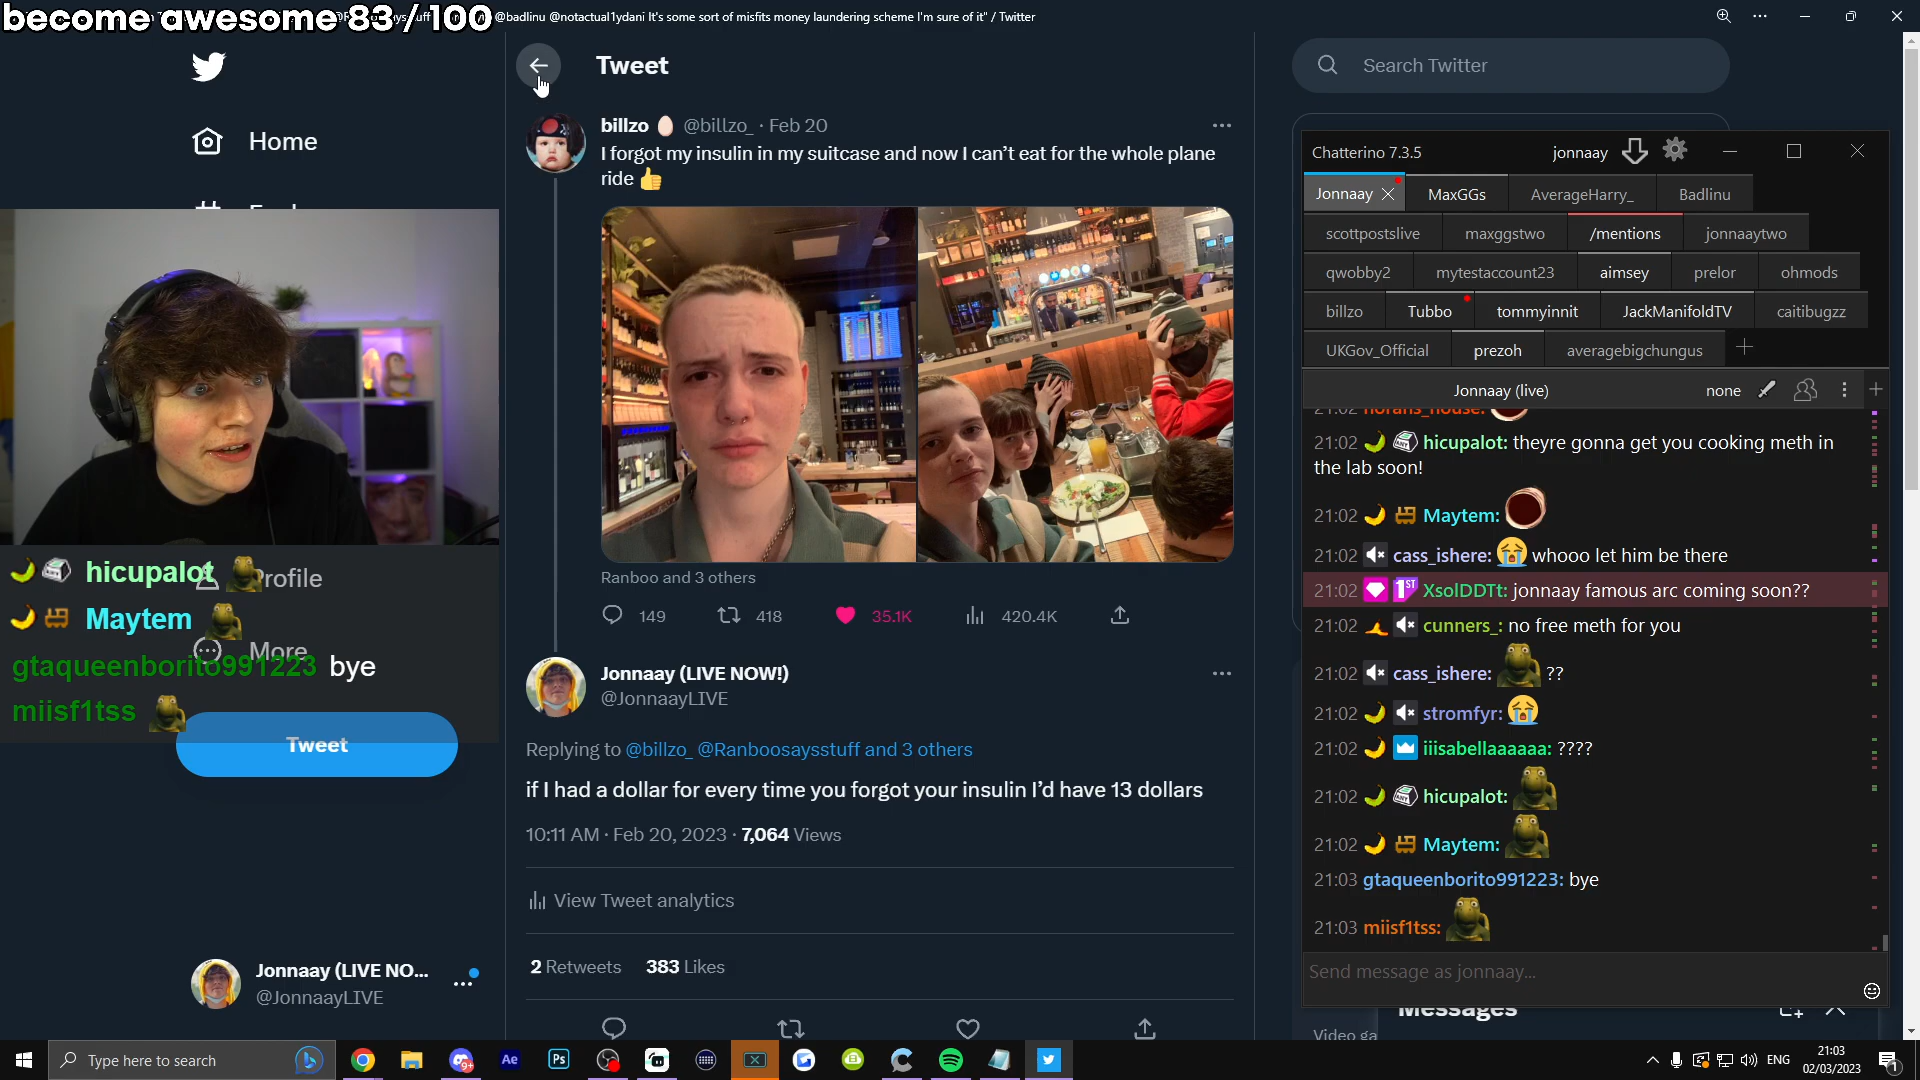 become awesome 83 / 100
@badlinu @notactual1ydani It's some sort of misfits money laundering scheme I'm sure of it" / Twitter
Home
Profile
More
Tweet
Jonnaay (LIVE NO...
@JonnaayLIVE
hicupalot
Maytem
gtaqueenborito991223 bye
miisf1tss
Tweet
billzo @billzo_ · Feb 20
I forgot my insulin in my suitcase and now I can't eat for the whole plane
ride 👍
Ranboo and 3 others
149 418 35.1K 420.4K
Jonnaay (LIVE NOW!)
@JonnaayLIVE
Replying to @billzo_ @Ranboosaysstuff and 3 others
if I had a dollar for every time you forgot your insulin I'd have 13 dollars
10:11 AM · Feb 20, 2023 · 7,064 Views
View Tweet analytics
2 Retweets 383 Likes
Search Twitter
Chatterino 7.3.5 jonnaay
Jonnaay MaxGGs AverageHarry_ Badlinu
scottpostslive maxggstwo /mentions jonnaaytwo
qwobby2 mytestaccount23 aimsey prelor ohmods
billzo Tubbo tommyinnit JackManifoldTV caitibugzz
UKGov_Official prezoh averagebigchungus
Jonnaay (live) none
21:02 hicupalot: theyre gonna get you cooking meth in
the lab soon!
21:02 Maytem:
21:02 cass_ishere: 😭 whooo let him be there
21:02 1ST XsolDDTt: jonnaay famous arc coming soon??
21:02 cunners_: no free meth for you
21:02 cass_ishere: ??
21:02 stromfyr: 😭
21:02 iiisabellaaaaaa: ????
21:02 hicupalot:
21:02 Maytem:
21:03 gtaqueenborito991223: bye
21:03 miisf1tss:
Send message as jonnaay...
Messages
Video ga
Type here to search
9+
Ae
Ps
ENG
21:03
02/03/2023
1